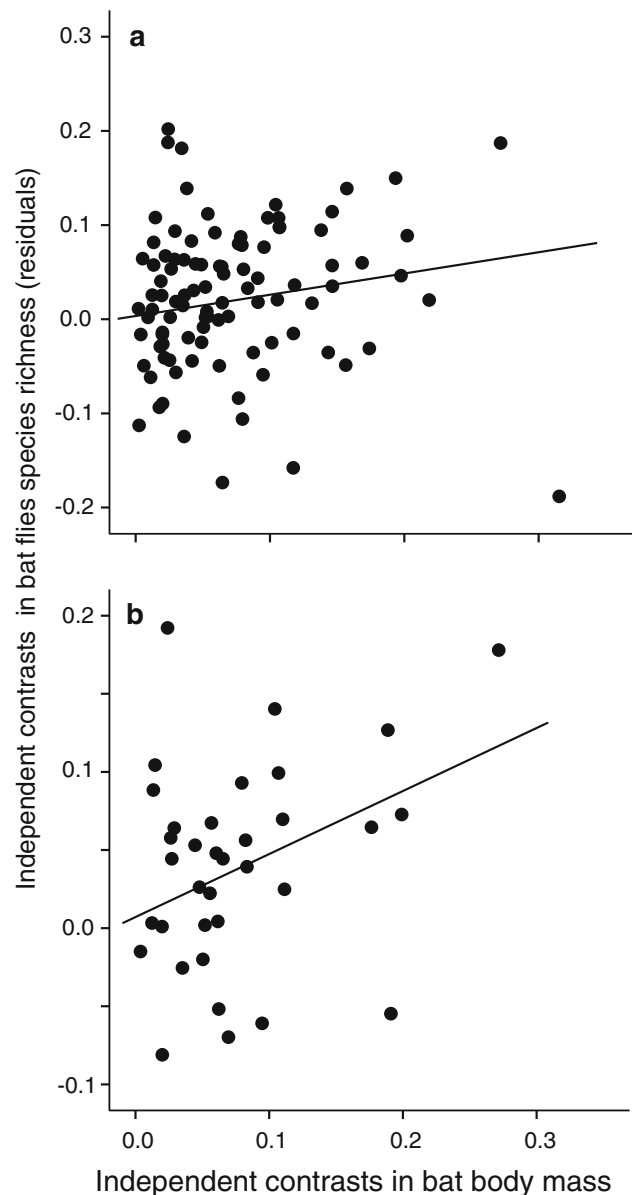 Independent contrasts in bat flies species richness (residuals)
a
0.3
0.2
0.1
0.0
-0.1
-0.2
b
0.2
0.1
0.0
-0.1
0.0 0.1 0.2 0.3
Independent contrasts in bat body mass